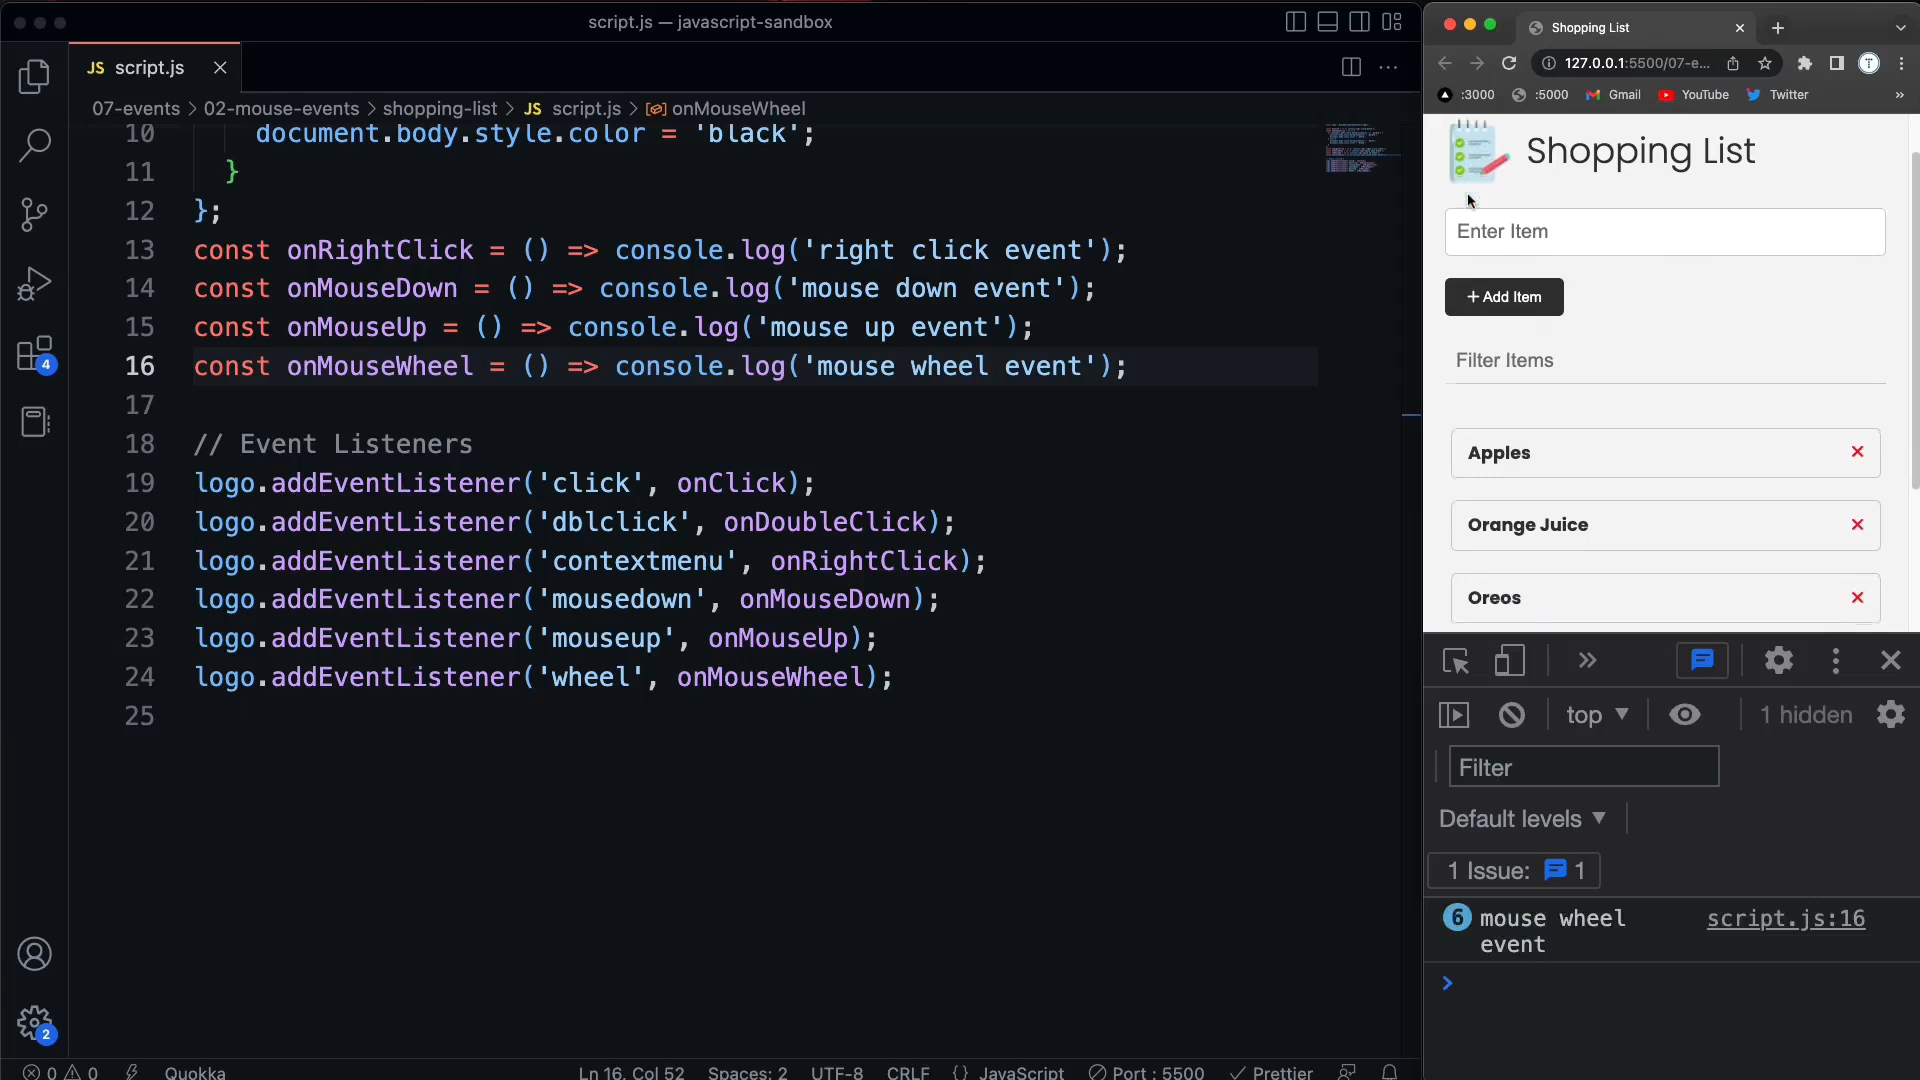 script.js — javascript-sandbox
JS script.js
07-events > 02-mouse-events > shopping-list > JS script.js > onMouseWheel
10 document.body.style.color = 'black';
11 }
12 };
13 const onRightClick = () => console.log('right click event');
14 const onMouseDown = () => console.log('mouse down event');
15 const onMouseUp = () => console.log('mouse up event');
16 const onMouseWheel = () => console.log('mouse wheel event');
17
18 // Event Listeners
19 logo.addEventListener('click', onClick);
20 logo.addEventListener('dblclick', onDoubleClick);
21 logo.addEventListener('contextmenu', onRightClick);
22 logo.addEventListener('mousedown', onMouseDown);
23 logo.addEventListener('mouseup', onMouseUp);
24 logo.addEventListener('wheel', onMouseWheel);
25
4
2
0 0 Quokka Ln 16, Col 52 Spaces: 2 UTF-8 CRLF {} JavaScript Port : 5500 Prettier
Shopping List
127.0.0.1:5500/07-e... T
:3000 :5000 Gmail YouTube Twitter »
Shopping List
Enter Item
+ Add Item
Filter Items
Apples
Orange Juice
Oreos
top 1 hidden
Filter
Default levels
1 Issue: 1
6 mouse wheel script.js:16
event